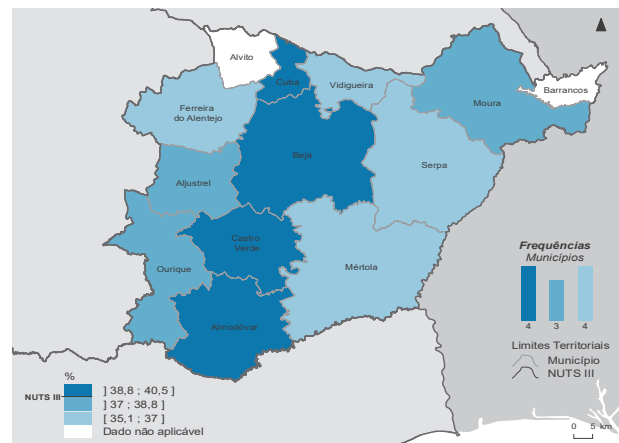 Alvito
Cuba
Vidigueira
Barrancos
Moura
Ferreira
do Alentejo
Beja
Serpa
Aljustrel
Castro
Verde
Ourique
Mértola
Almodôvar
Frequências
Municípios
4 3 4
Limites Territoriais
Município
NUTS III
%
NUTS III
] 38,8 ; 40,5 ]
] 37 ; 38,8 ]
[ 35,1 ; 37 ]
Dado não aplicável
0 5 km